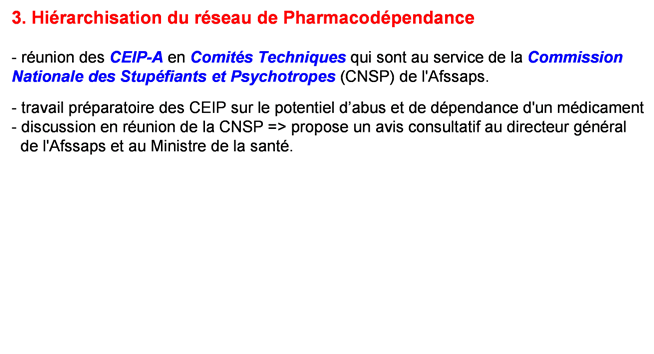 3. Hiérarchisation du réseau de Pharmacodépendance
- réunion des CEIP-A en Comités Techniques qui sont au service de la Commission
Nationale des Stupéfiants et Psychotropes (CNSP) de l'Afssaps.
- travail préparatoire des CEIP sur le potentiel d’abus et de dépendance d'un médicament
- discussion en réunion de la CNSP => propose un avis consultatif au directeur général
de l'Afssaps et au Ministre de la santé.